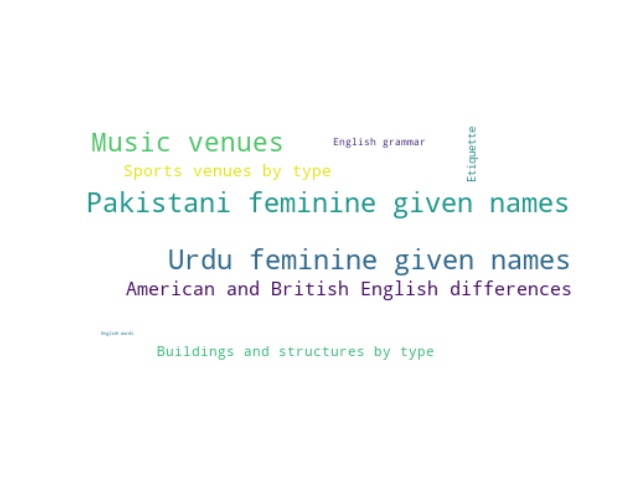 Music venues
English grammar
Etiquette
Sports venues by type
Pakistani feminine given names
Urdu feminine given names
American and British English differences
English words
Buildings and structures by type